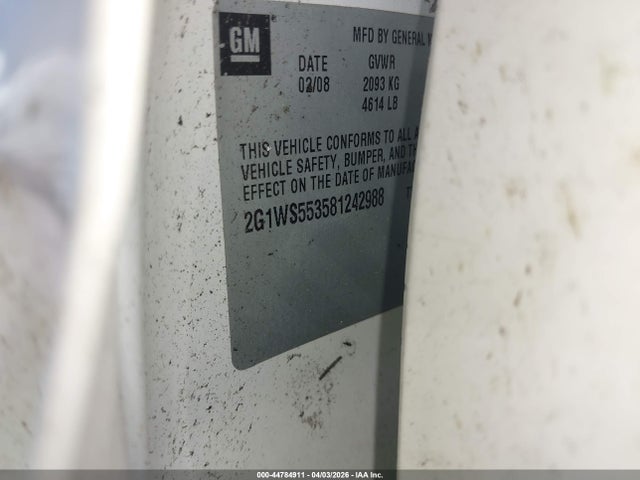 GM
MFD BY GENERAL
DATE GVWR
02/08 2093 KG
4614 LB
THIS VEHICLE CONFORMS TO ALL
VEHICLE SAFETY, BUMPER, AND
EFFECT ON THE DATE OF MANUFAC
2G1WS553581242988
000-44784911 - 04/03/2026 - IAA Inc.